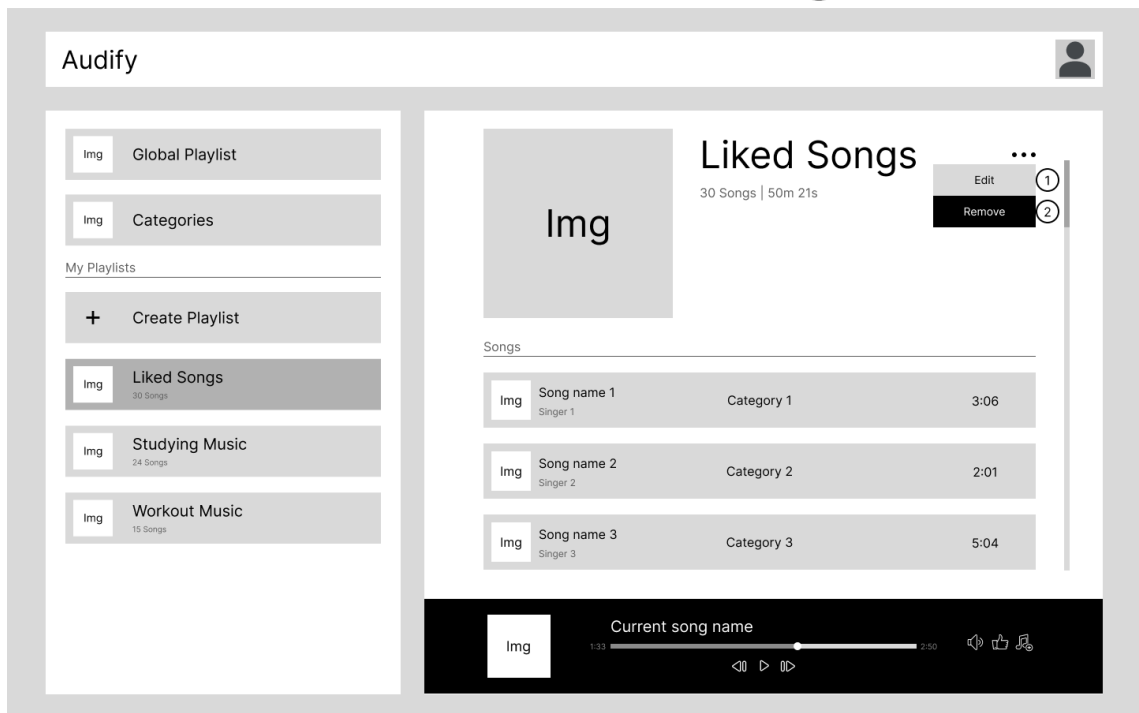 Audify
Img Global Playlist
Img Categories
My Playlists
+ Create Playlist
Img Liked Songs
30 Songs
Img Studying Music
24 Songs
Img Workout Music
15 Songs
Img
Liked Songs
30 Songs | 50m 21s
Edit 1
Remove 2
Songs
Img Song name 1 Category 1 3:06
Singer 1
Img Song name 2 Category 2 2:01
Singer 2
Img Song name 3 Category 3 5:04
Singer 3
Img
Current song name
1:33 2:50